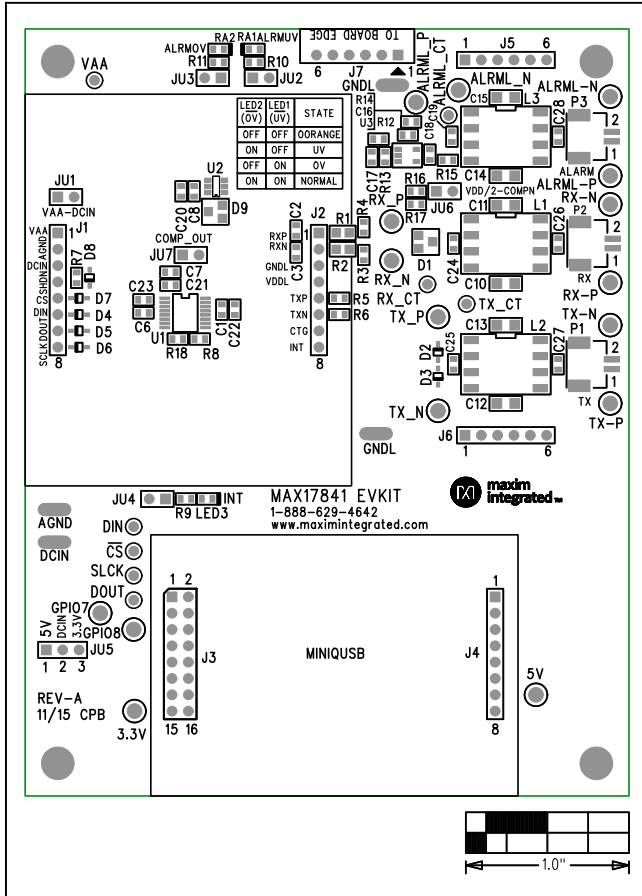 RA2 RA1 ALRMUV
ALRMOV
R11 R10
JU3 JU2
VAA
TO BOARD EDGE
6 J7 1
GNDL
ALRML_P
ALRML_CT
ALRML_N
1 J5 6
LED2 (OV) LED1 (UV) STATE
OFF OFF OORANGE
ON OFF UV
OFF ON OV
ON ON NORMAL
R14
C16
U3
R12
C19
C18
C17
R13
R15
C15 L3
C28
P3
ALRML-N
2
1
C14
ALARM
ALRML-P
VDD/2-COMPN
R16
JU6
R17
RX_P
C11 L1
RX-N
P2
2
1
C26
C24
D1
RX_N
RX_CT
C10
RX
RX-P
TX_CT
TX_P
C13 L2
TX-N
P1
2
1
C27
C25
D2
D3
TX_N
C12
TX
TX-P
J6
1 6
GNDL
JU1
VAA-DCIN
U2
C20
C8
D9
COMP_OUT
JU7
C7
C21
C23
C6
U1
C1
C22
R18 R8
VAA 1 J1
AGND
DCIN
SHDN
CS
DIN
DOUT
SCLK
8
R7
D8
D7
D4
D5
D6
C2
C3
J2
1
RXP
RXN
GNDL
VDDL
TXP
TXN
CTG
INT
8
R1
R2
R4
R3
R5
R6
JU4
R9 LED3
INT
MAX17841 EVKIT
1-888-629-4642
www.maximintegrated.com
maxim
integrated™
AGND
DCIN
DIN
CS
SLCK
DOUT
GPIO7
GPIO8
5V DCIN 3.3V
JU5
1 2 3
REV-A
11/15 CPB
3.3V
1 2
J3
15 16
MINIQUSB
1
J4
8
5V
1.0"